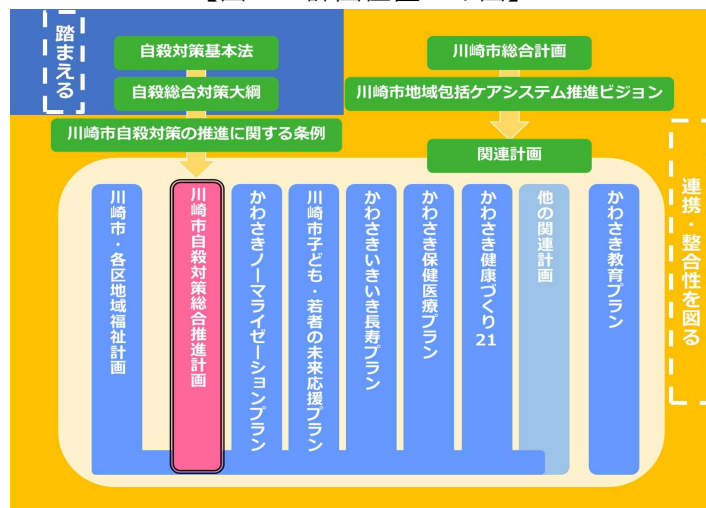 踏まえる
自殺対策基本法
自殺総合対策大綱
川崎市自殺対策の推進に関する条例
川崎市総合計画
川崎市地域包括ケアシステム推進ビジョン
関連計画
川崎市・各区地域福祉計画
川崎市自殺対策総合推進計画
かわさきノーマライゼーションプラン
川崎市子ども・若者の未来応援プラン
かわさきいきいき長寿プラン
かわさき保健医療プラン
かわさき健康づくり21
他の関連計画
かわさき教育プラン
連携・整合性を図る